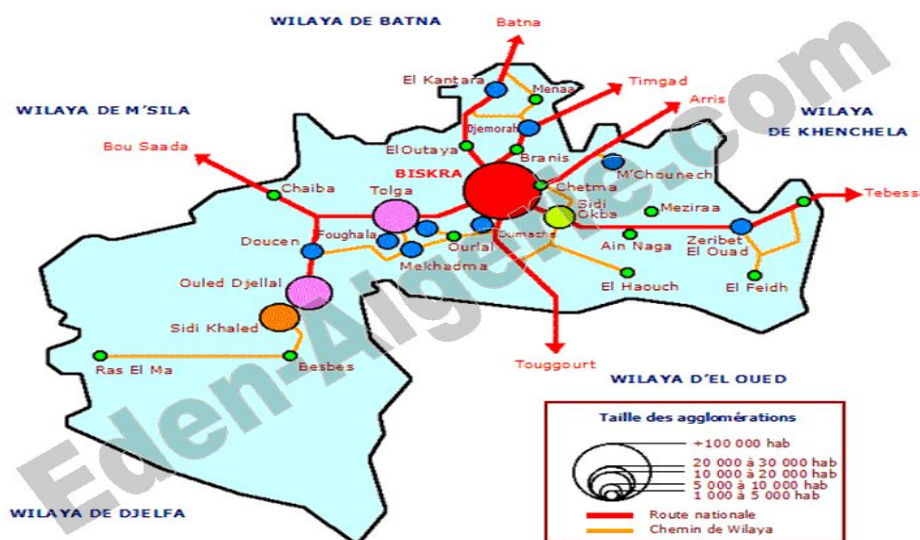 WILAYA DE BATNA
Batna
El Kantara
Menaa
Timgad
Arris
WILAYA DE M'SILA
WILAYA
DE KHENCHELA
Djemorah
Bou Saada
El Outaya
Branis
BISKRA
M'Chounech
Chaiba
Tolga
Chetma
Tebessa
Sidi
Okba
Meziraa
Foughala
Oumache
Doucen
Ourlal
Ain Naga
Zeribet
El Ouad
Mekhadma
Ouled Djellal
El Haouch
El Feidh
Sidi Khaled
Ras El Ma
Besbes
Touggourt
WILAYA D'EL OUED
Taille des agglomérations
+100 000 hab
20 000 à 30 000 hab
10 000 à 20 000 hab
5 000 à 10 000 hab
1 000 à 5 000 hab
Route nationale
Chemin de Wilaya
WILAYA DE DJELFA
Eden-Algerie.com